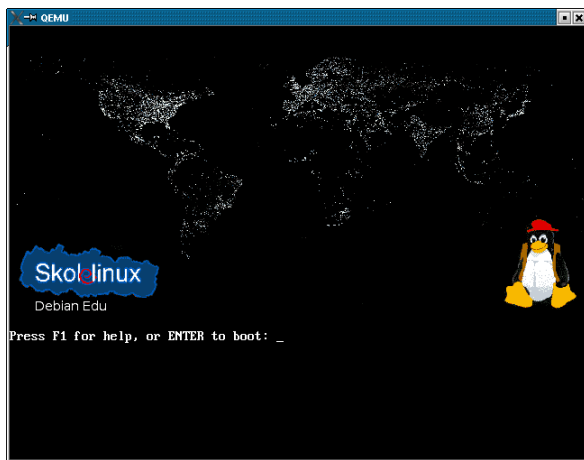 QEMU
Skolelinux
Debian Edu
Press F1 for help, or ENTER to boot: _